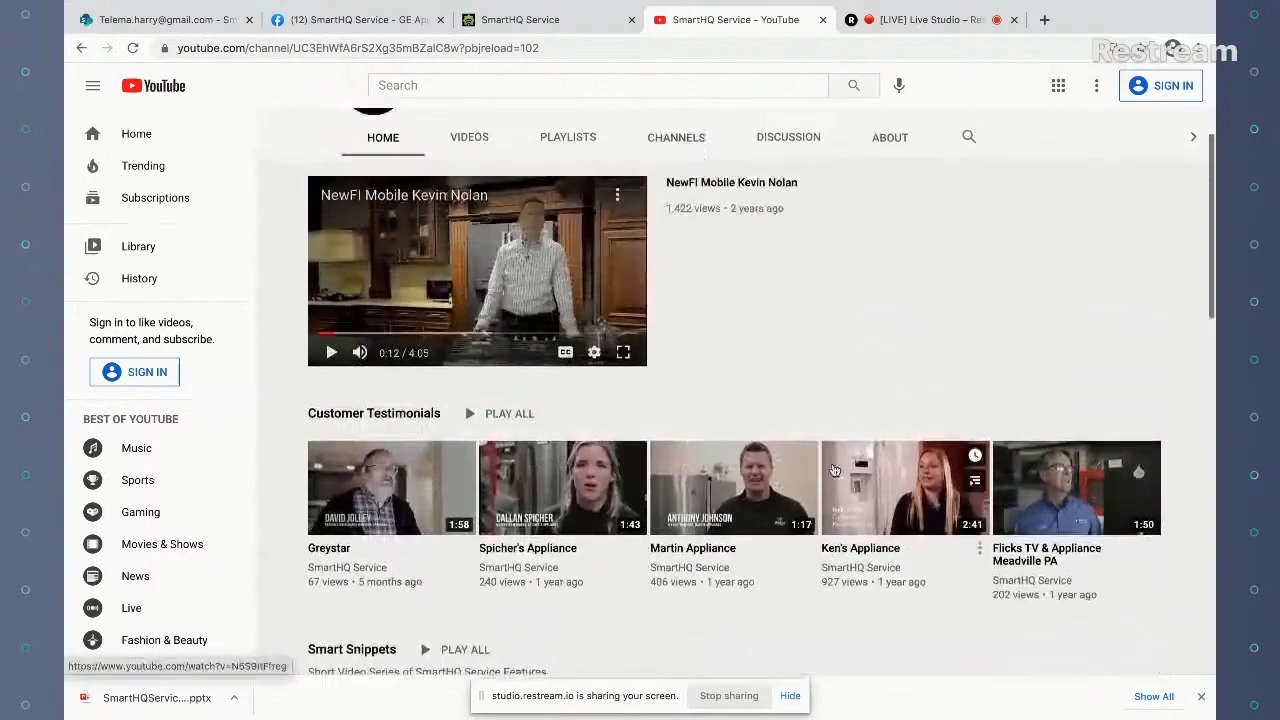 Telema.harry@gmail.com - Sm
(12) SmartHQ Service - GE Ap
SmartHQ Service
SmartHQ Service - YouTube
[LIVE] Live Studio – Res
youtube.com/channel/UC3EhWfA6rS2Xg35mBZalC8w?pbjreload=102
Restream
YouTube
Search
SIGN IN
Home
Trending
Subscriptions
Library
History
Sign in to like videos,
comment, and subscribe.
SIGN IN
BEST OF YOUTUBE
Music
Sports
Gaming
Movies & Shows
News
Live
Fashion & Beauty
HOME
VIDEOS
PLAYLISTS
CHANNELS
DISCUSSION
ABOUT
NewFI Mobile Kevin Nolan
0:12 / 4:05
CC
NewFI Mobile Kevin Nolan
1,422 views • 2 years ago
Customer Testimonials
PLAY ALL
DAVID JOLLEY
1:58
CALLAN SPICHER
1:43
ANTHONY JOHNSON
1:17
2:41
1:50
Greystar
SmartHQ Service
67 views • 5 months ago
Spicher's Appliance
SmartHQ Service
240 views • 1 year ago
Martin Appliance
SmartHQ Service
406 views • 1 year ago
Ken's Appliance
SmartHQ Service
927 views • 1 year ago
Flicks TV & Appliance
Meadville PA
SmartHQ Service
202 views • 1 year ago
Smart Snippets
PLAY ALL
Short Video Series of SmartHQ Service Features.
SmartHQServic....pptx
studio.restream.io is sharing your screen.
Stop sharing
Hide
Show All